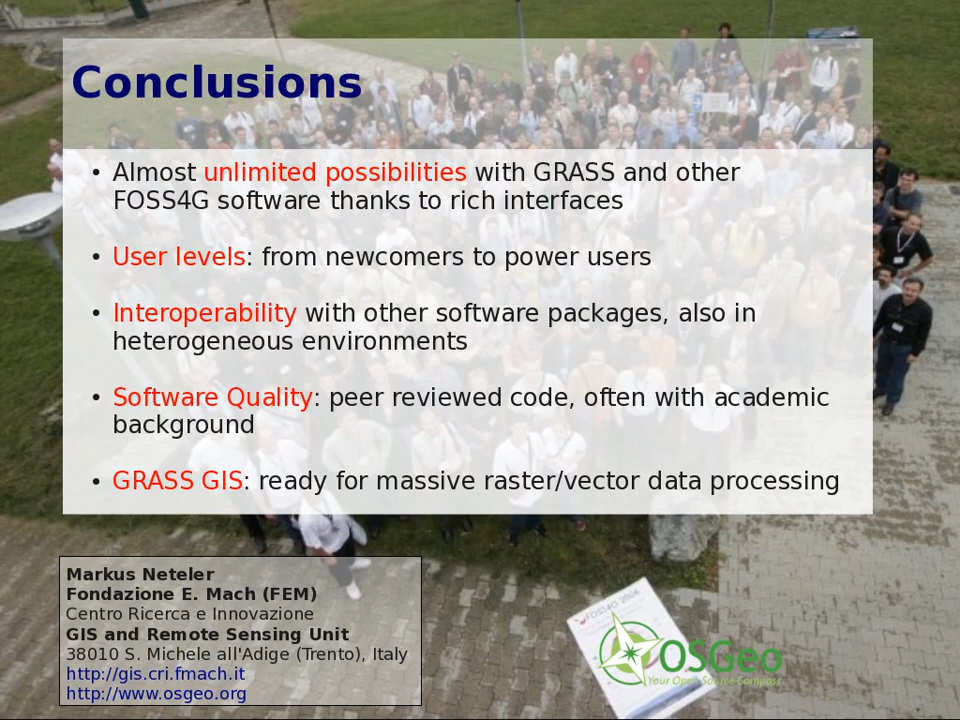 Conclusions
• Almost unlimited possibilities with GRASS and other
FOSS4G software thanks to rich interfaces
• User levels: from newcomers to power users
• Interoperability with other software packages, also in
heterogeneous environments
• Software Quality: peer reviewed code, often with academic
background
• GRASS GIS: ready for massive raster/vector data processing
Markus Neteler
Fondazione E. Mach (FEM)
Centro Ricerca e Innovazione
GIS and Remote Sensing Unit
38010 S. Michele all'Adige (Trento), Italy
http://gis.cri.fmach.it
http://www.osgeo.org
FOSS4G 2006
OSGeo
Your Open Source Compass